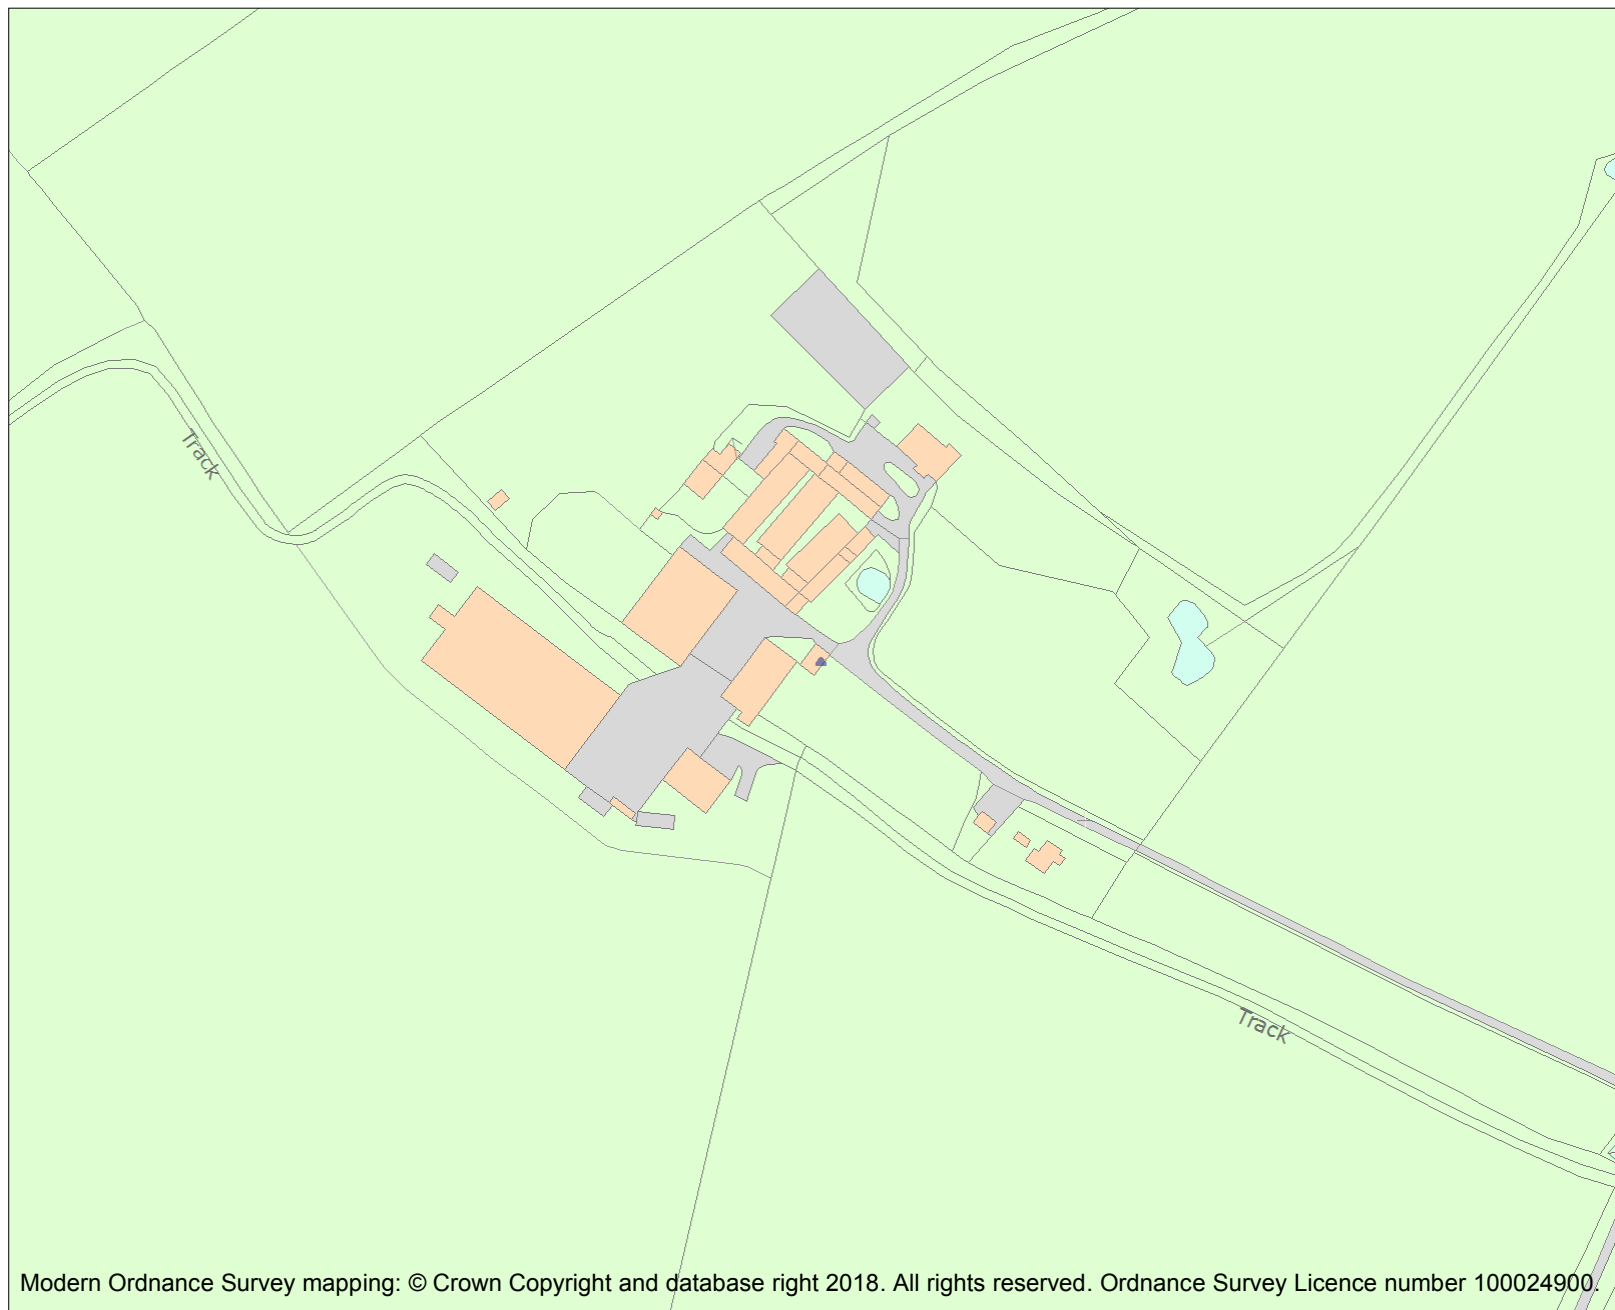 Track
Track
Modern Ordnance Survey mapping: © Crown Copyright and database right 2018. All rights reserved. Ordnance Survey Licence number 100024900.